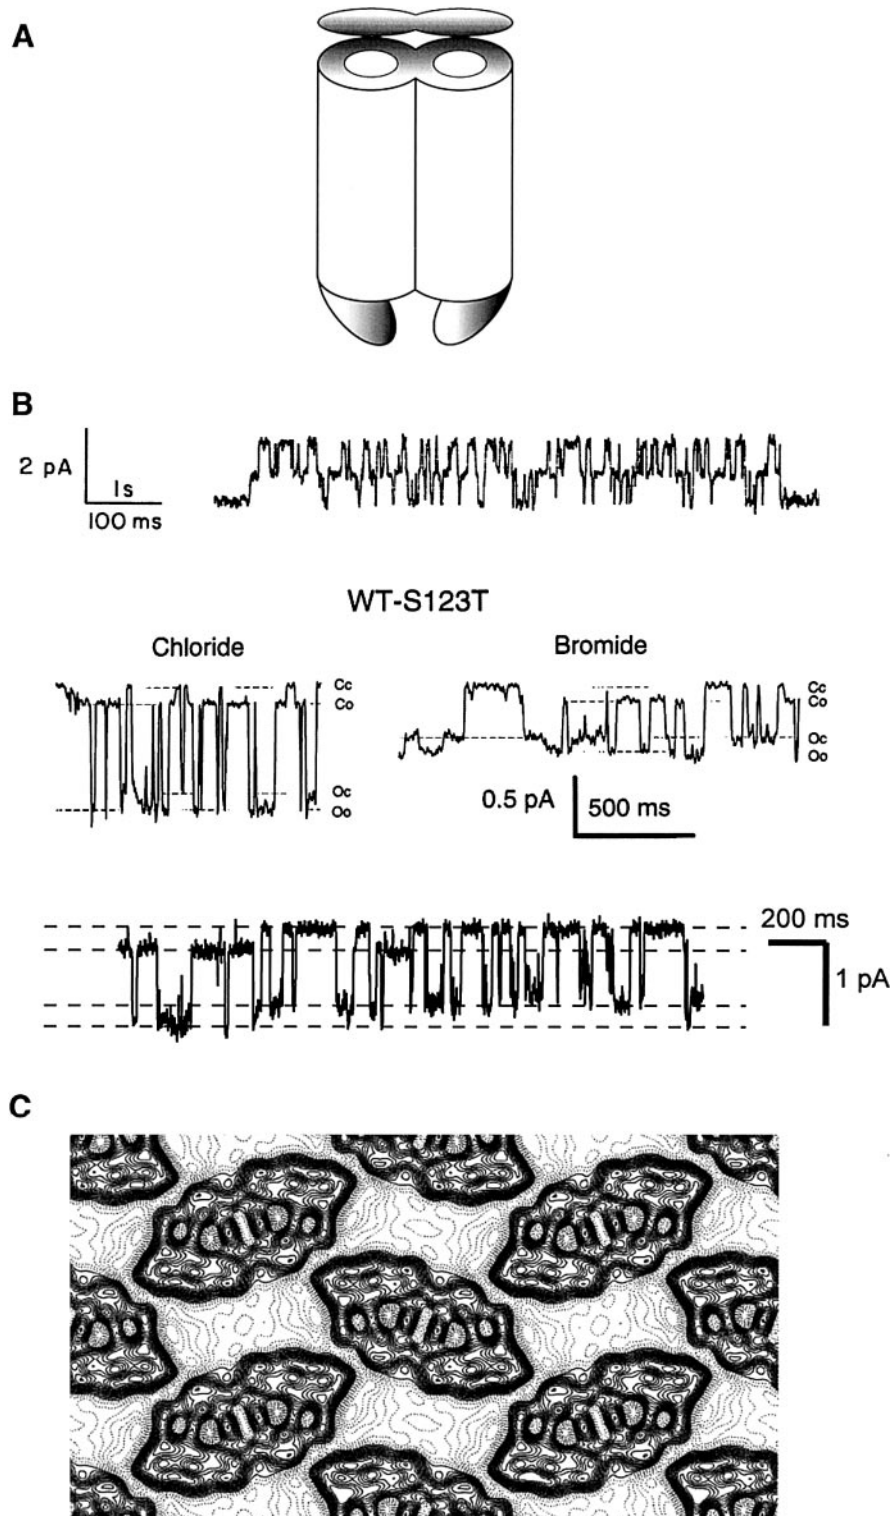 A
B
2 pA
1s
100 ms
WT-S123T
Chloride
Bromide
Cc
Co
Oc
Oo
Cc
Co
Oc
Oo
0.5 pA
500 ms
200 ms
1 pA
C